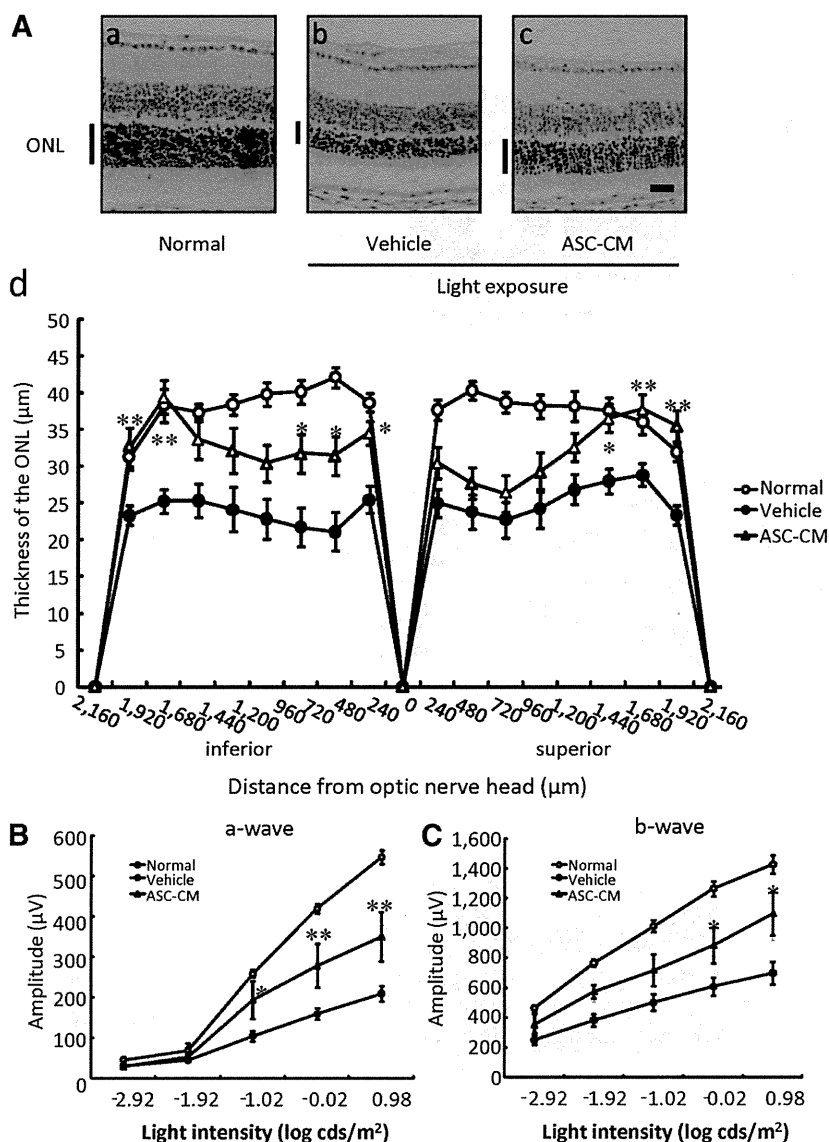 A
a
b
c
ONL
Normal
Vehicle
ASC-CM
Light exposure
d
Thickness of the ONL (µm)
50
45
40
35
30
25
20
15
10
5
0
** ** * * * * ** **
Normal
Vehicle
ASC-CM
2,160 1,920 1,680 1,440 1,200 960 720 480 240 0 240 480 720 960 1,200 1,440 1,680 1,920 2,160
inferior superior
Distance from optic nerve head (µm)
B
a-wave
Normal
Vehicle
ASC-CM
Amplitude (µV)
600
500
400
300
200
100
0
* ** **
-2.92 -1.92 -1.02 -0.02 0.98
Light intensity (log cds/m²)
C
b-wave
Normal
Vehicle
ASC-CM
Amplitude (µV)
1,600
1,400
1,200
1,000
800
600
400
200
0
* *
-2.92 -1.92 -1.02 -0.02 0.98
Light intensity (log cds/m²)